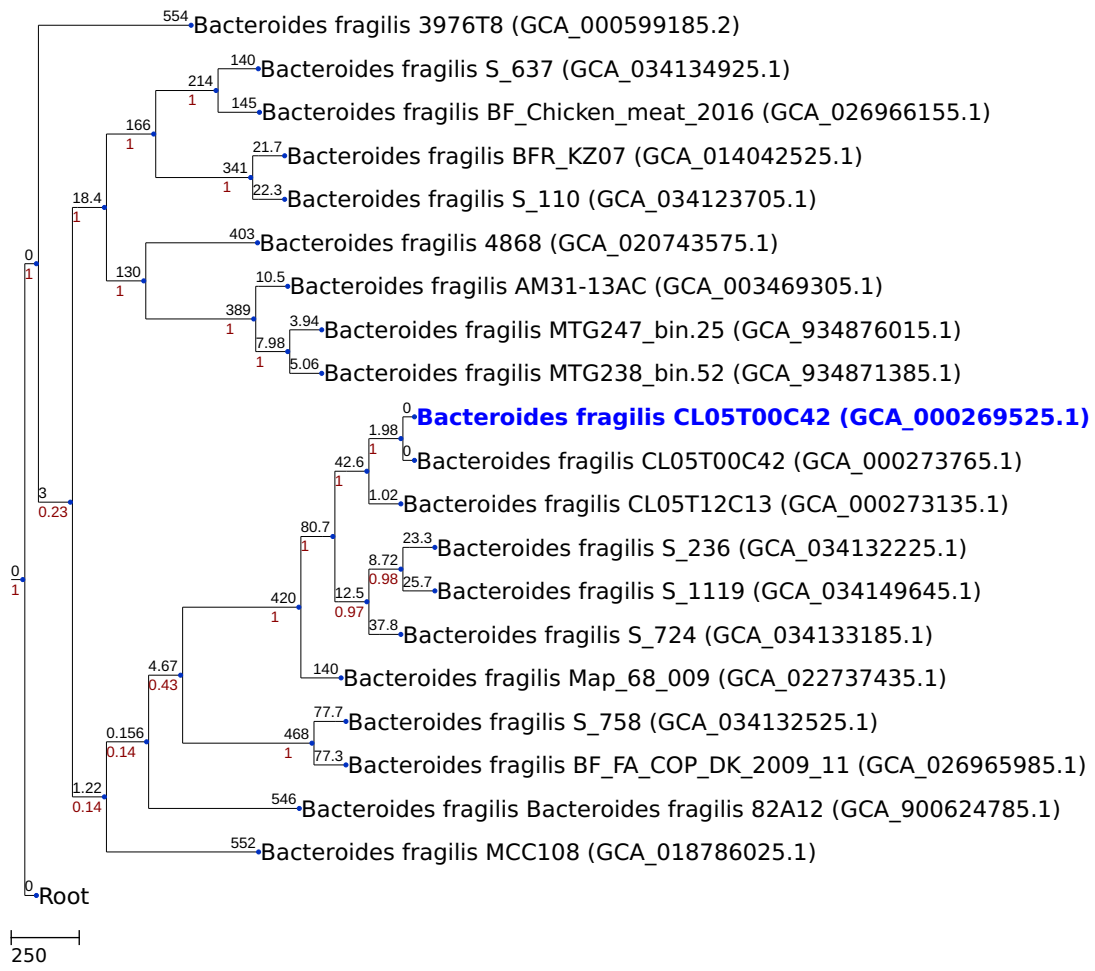 554
Bacteroides fragilis 3976T8 (GCA_000599185.2)
140
Bacteroides fragilis S_637 (GCA_034134925.1)
214
1
145
Bacteroides fragilis BF_Chicken_meat_2016 (GCA_026966155.1)
166
1
21.7
Bacteroides fragilis BFR_KZ07 (GCA_014042525.1)
341
1
22.3
Bacteroides fragilis S_110 (GCA_034123705.1)
18.4
1
403
Bacteroides fragilis 4868 (GCA_020743575.1)
0
1
130
1
10.5
Bacteroides fragilis AM31-13AC (GCA_003469305.1)
389
1
3.94
Bacteroides fragilis MTG247_bin.25 (GCA_934876015.1)
7.98
1
5.06
Bacteroides fragilis MTG238_bin.52 (GCA_934871385.1)
0
Bacteroides fragilis CL05T00C42 (GCA_000269525.1)
1.98
1
0
Bacteroides fragilis CL05T00C42 (GCA_000273765.1)
42.6
1
1.02
Bacteroides fragilis CL05T12C13 (GCA_000273135.1)
3
0.23
80.7
1
23.3
Bacteroides fragilis S_236 (GCA_034132225.1)
8.72
0.98
25.7
Bacteroides fragilis S_1119 (GCA_034149645.1)
0
1
12.5
0.97
37.8
Bacteroides fragilis S_724 (GCA_034133185.1)
420
1
140
Bacteroides fragilis Map_68_009 (GCA_022737435.1)
4.67
0.43
77.7
Bacteroides fragilis S_758 (GCA_034132525.1)
468
1
77.3
Bacteroides fragilis BF_FA_COP_DK_2009_11 (GCA_026965985.1)
0.156
0.14
546
Bacteroides fragilis Bacteroides fragilis 82A12 (GCA_900624785.1)
1.22
0.14
552
Bacteroides fragilis MCC108 (GCA_018786025.1)
0
Root
250